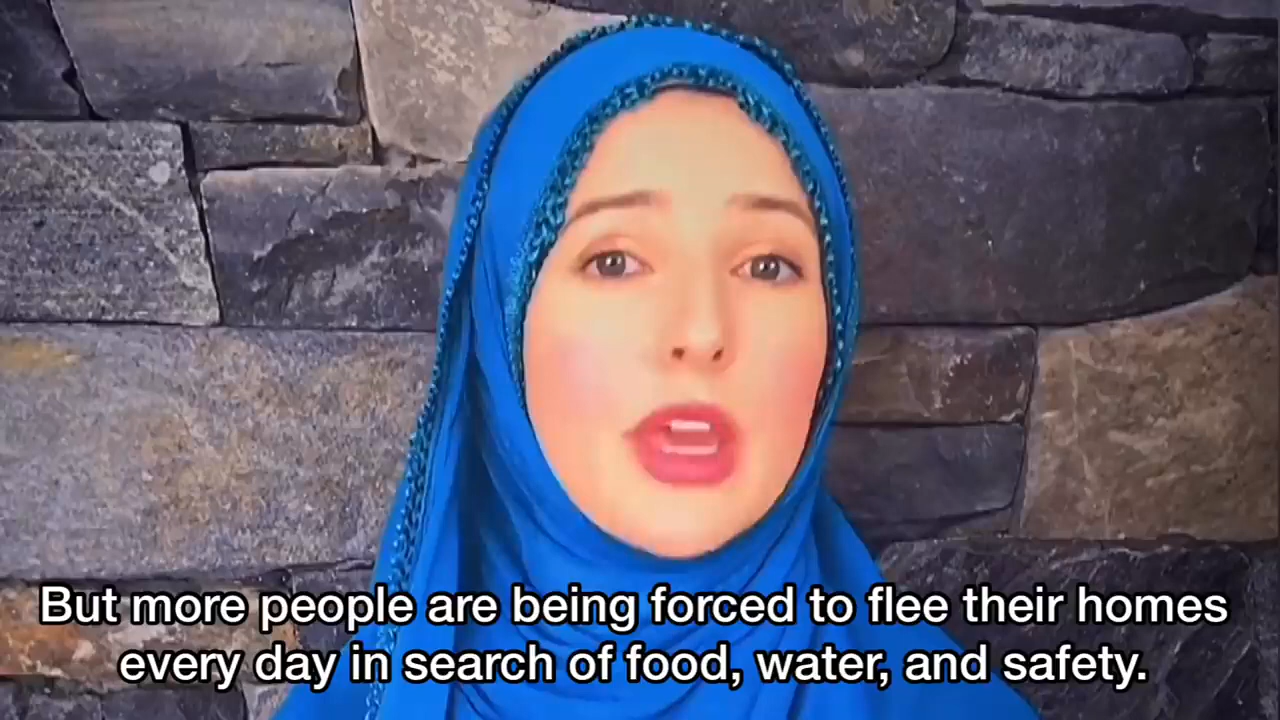 But more people are being forced to flee their homes
every day in search of food, water, and safety.